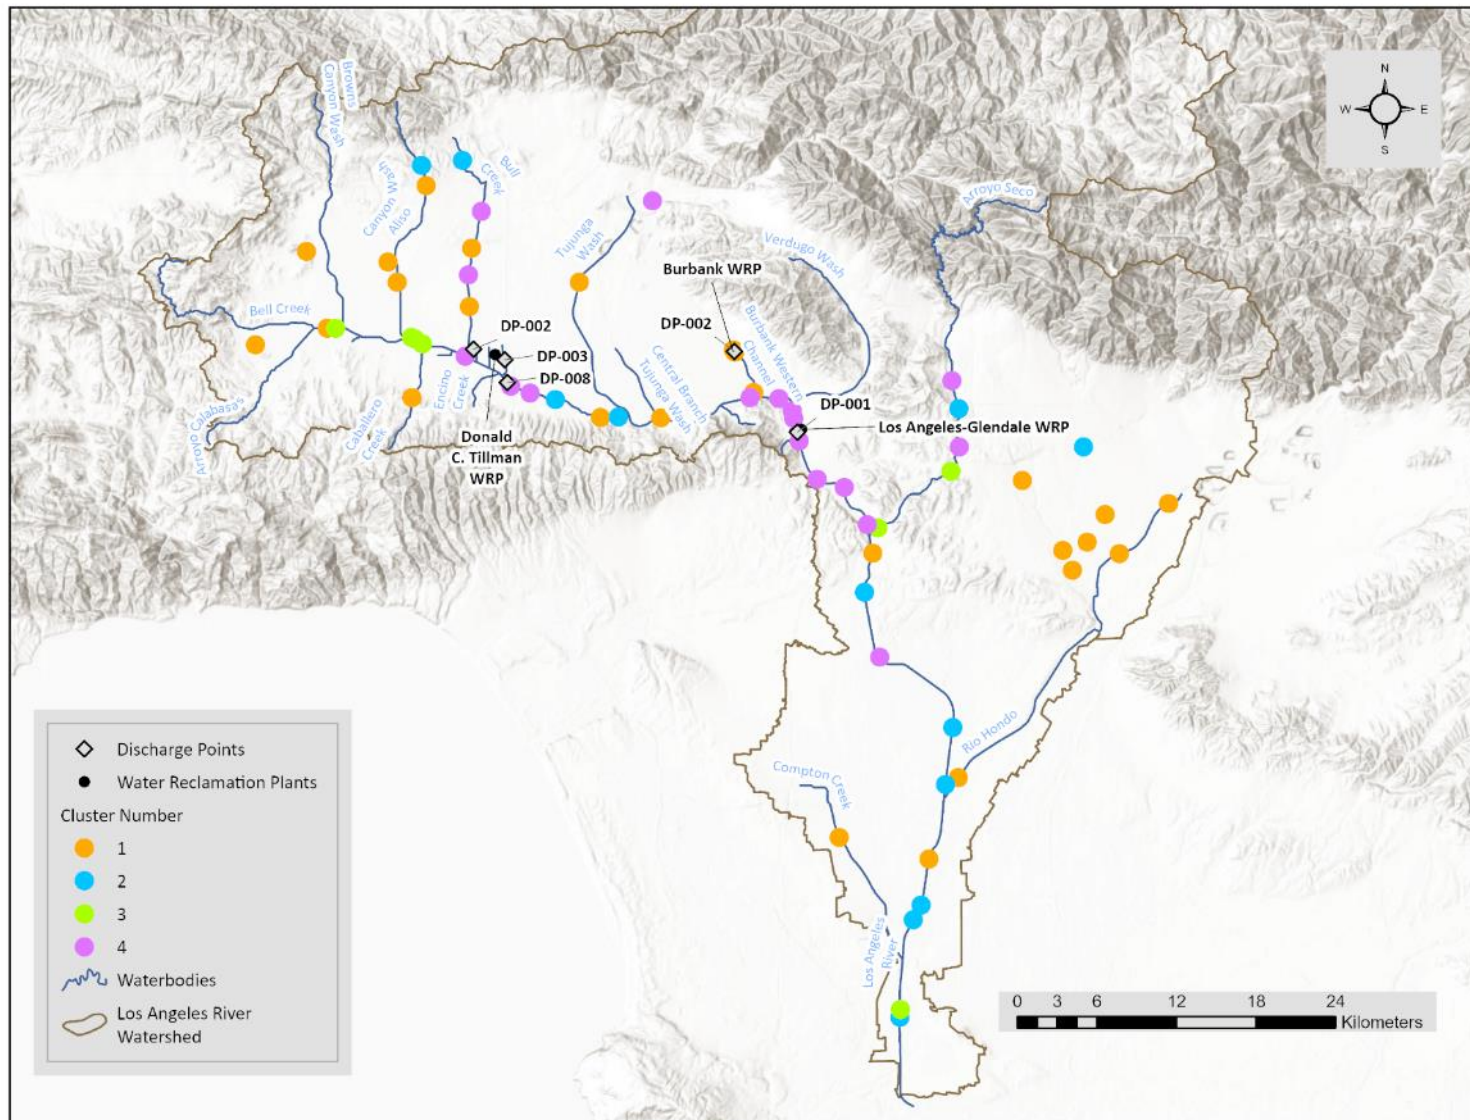 N
W
E
S
Browns
Canyon Wash
Aliso
Canyon Wash
Bull
Creek
Tujunga
Wash
Verdugo Wash
Arroyo Seco
Bell Creek
Burbank WRP
DP-002
Burbank Western
Channel
DP-002
DP-003
DP-008
Encino
Creek
Caballero
Creek
Arroyo Calabasas
Central Branch
Tujunga Wash
DP-001
Los Angeles-Glendale WRP
Donald
C. Tillman
WRP
Rio Hondo
Compton Creek
Los Angeles
River
Discharge Points
Water Reclamation Plants
Cluster Number
1
2
3
4
Waterbodies
Los Angeles River
Watershed
0 3 6 12 18 24
Kilometers